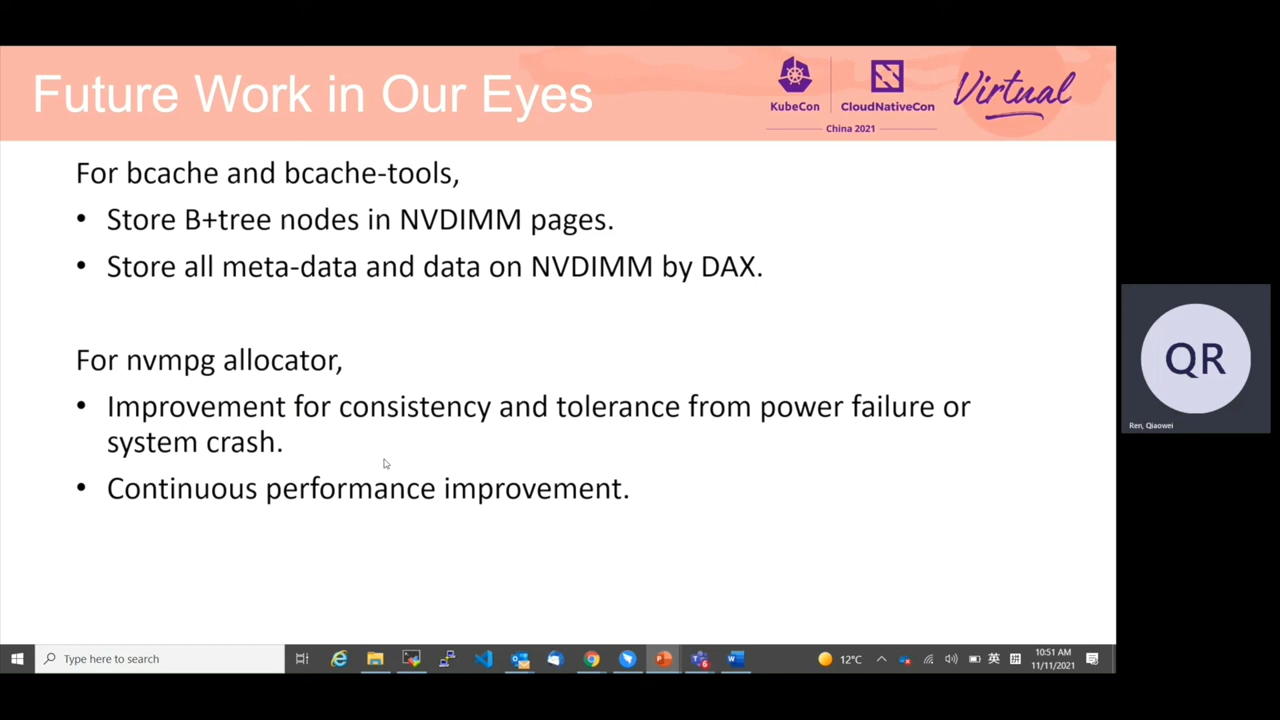 Future Work in Our Eyes
KubeCon
CloudNativeCon
China 2021
Virtual
For bcache and bcache-tools,
• Store B+tree nodes in NVDIMM pages.
• Store all meta-data and data on NVDIMM by DAX.
For nvmpg allocator,
• Improvement for consistency and tolerance from power failure or
system crash.
• Continuous performance improvement.
QR
Ren, Qiaowei
Type here to search
12°C
英
拼
10:51 AM
11/11/2021